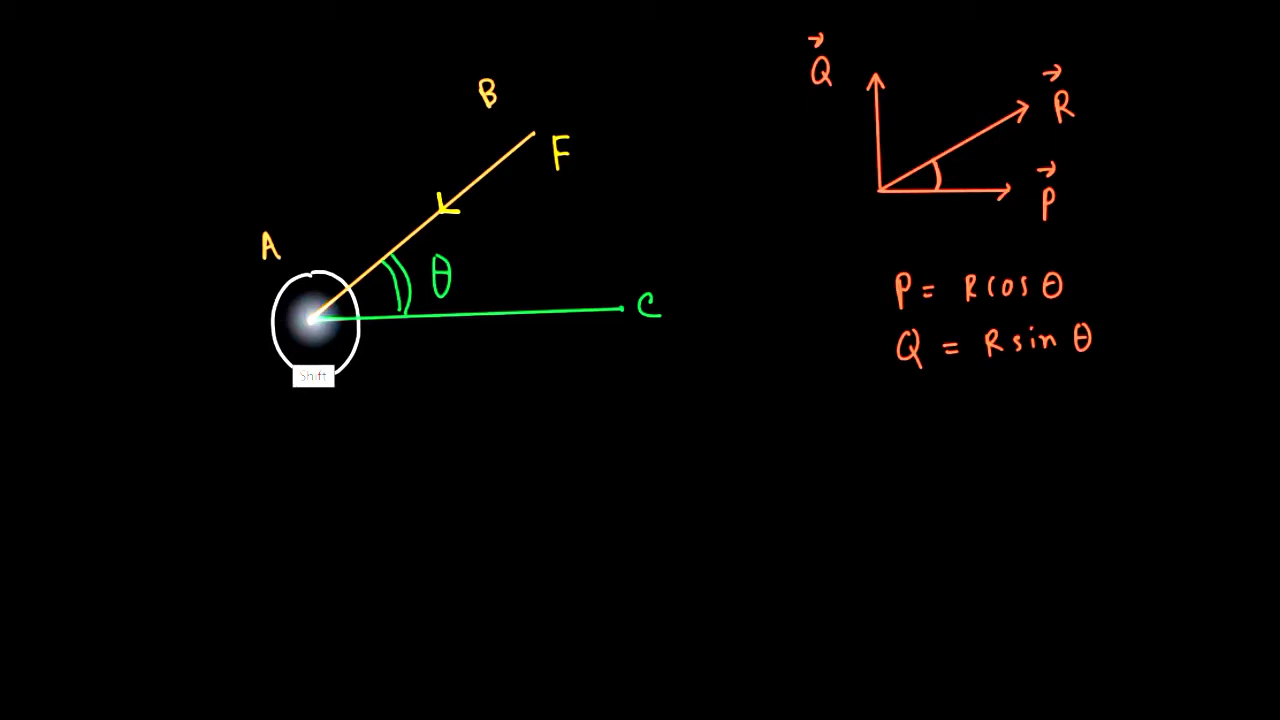 B
F
A
θ
C
Shift
Q
R
P
P = R cos θ
Q = R sin θ